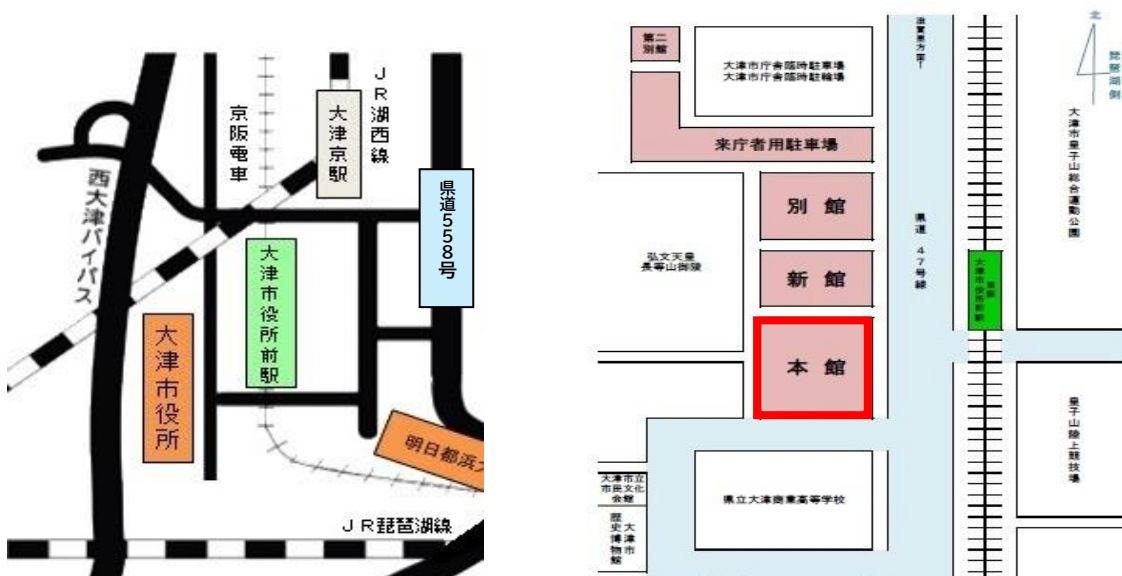 JR湖西線
京阪電車
大津京駅
県道558号
西大津バイパス
大津市役所前駅
大津市役所
明日都浜大
JR琵琶湖線
第二
別館
大津市庁舎臨時駐車場
大津市庁舎臨時駐輪場
来庁者用駐車場
別館
新館
本館
弘文天皇
長等山御陵
県道47号線
京阪
大津市役所前駅
北
琵琶湖側
大津市皇子山総合運動公園
皇子山陸上競技場
県立大津商業高等学校
大津市立
市民文化
会館
大津市
歴史博物館